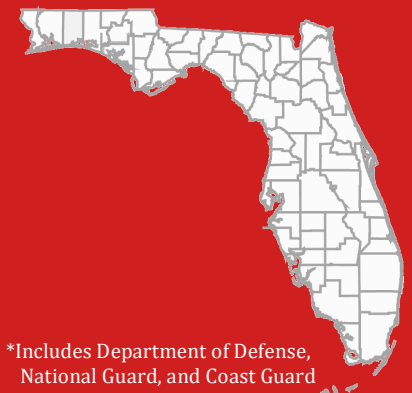 *Includes Department of Defense,
National Guard, and Coast Guard